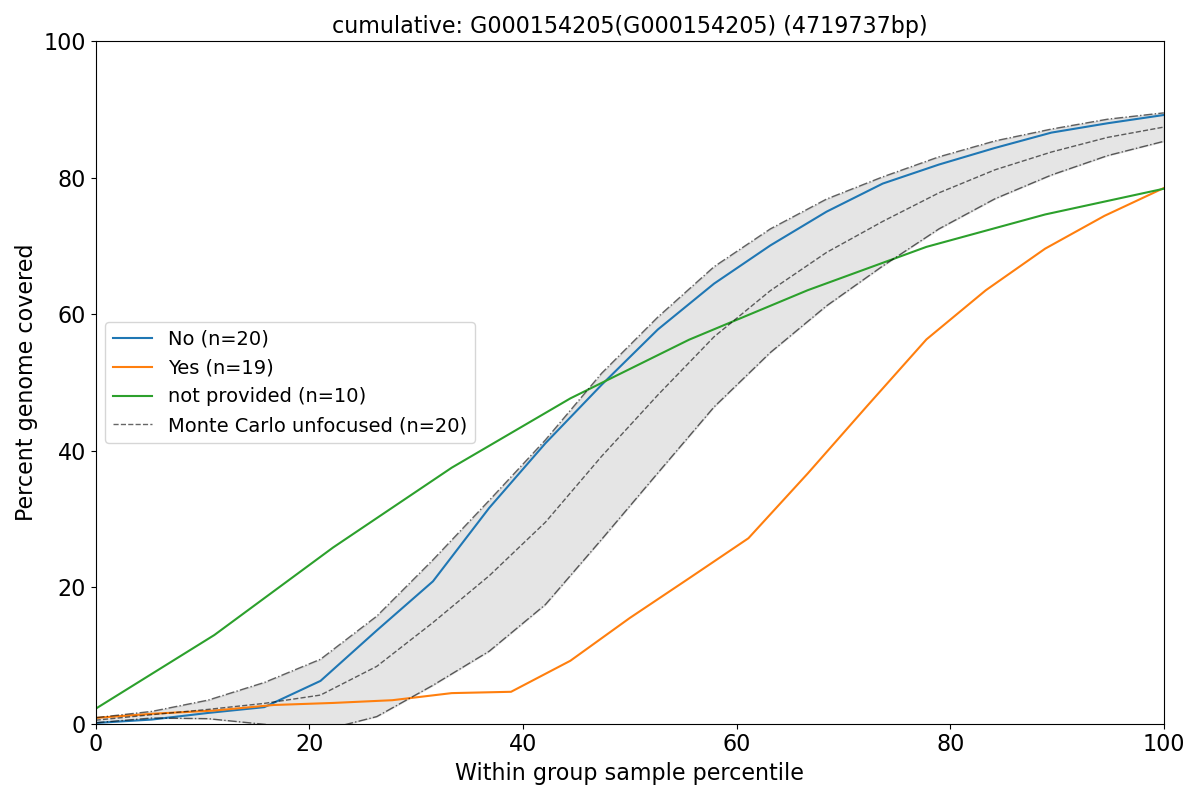 cumulative: G000154205(G000154205) (4719737bp)
100
80
60
40
20
0
Percent genome covered
No (n=20)
Yes (n=19)
not provided (n=10)
Monte Carlo unfocused (n=20)
0 20 40 60 80 100
Within group sample percentile